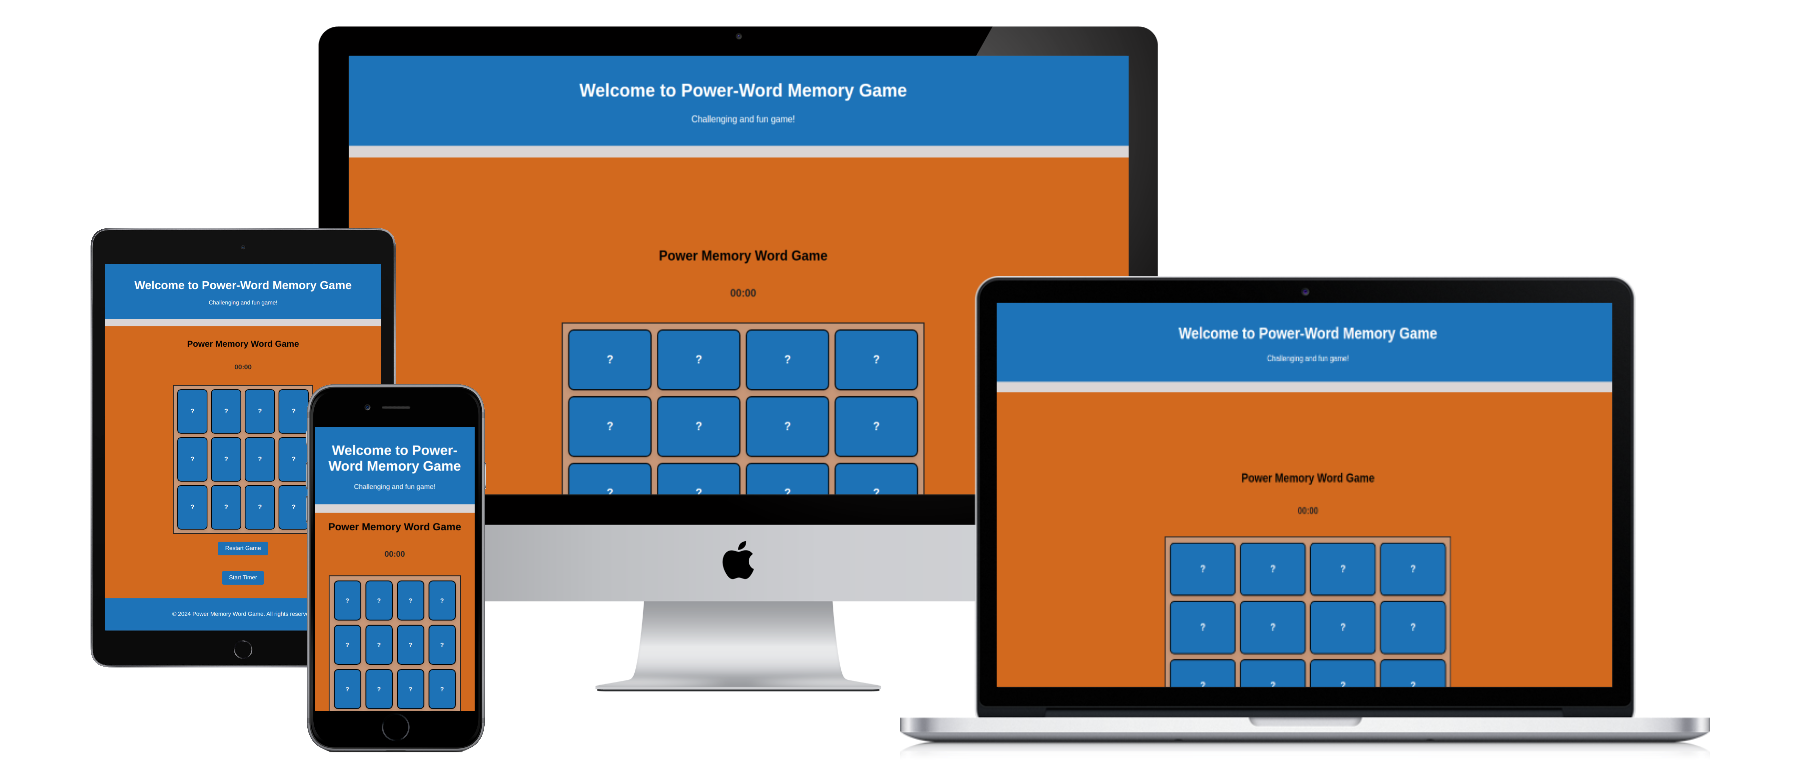 Welcome to Power-Word Memory Game
Challenging and fun game!
Power Memory Word Game
00:00
? ? ? ?
? ? ? ?
? ? ? ?
Welcome to Power-Word Memory Game
Challenging and fun game!
Power Memory Word Game
00:00
? ? ? ?
? ? ? ?
? ? ? ?
Restart Game
Start Timer
© 2024 Power Memory Word Game. All rights
Welcome to Power-
Word Memory Game
Challenging and fun game!
Power Memory Word Game
00:00
? ? ? ?
? ? ? ?
? ? ? ?
Welcome to Power-Word Memory Game
Challenging and fun game!
Power Memory Word Game
00:00
? ? ? ?
? ? ? ?
? ? ? ?